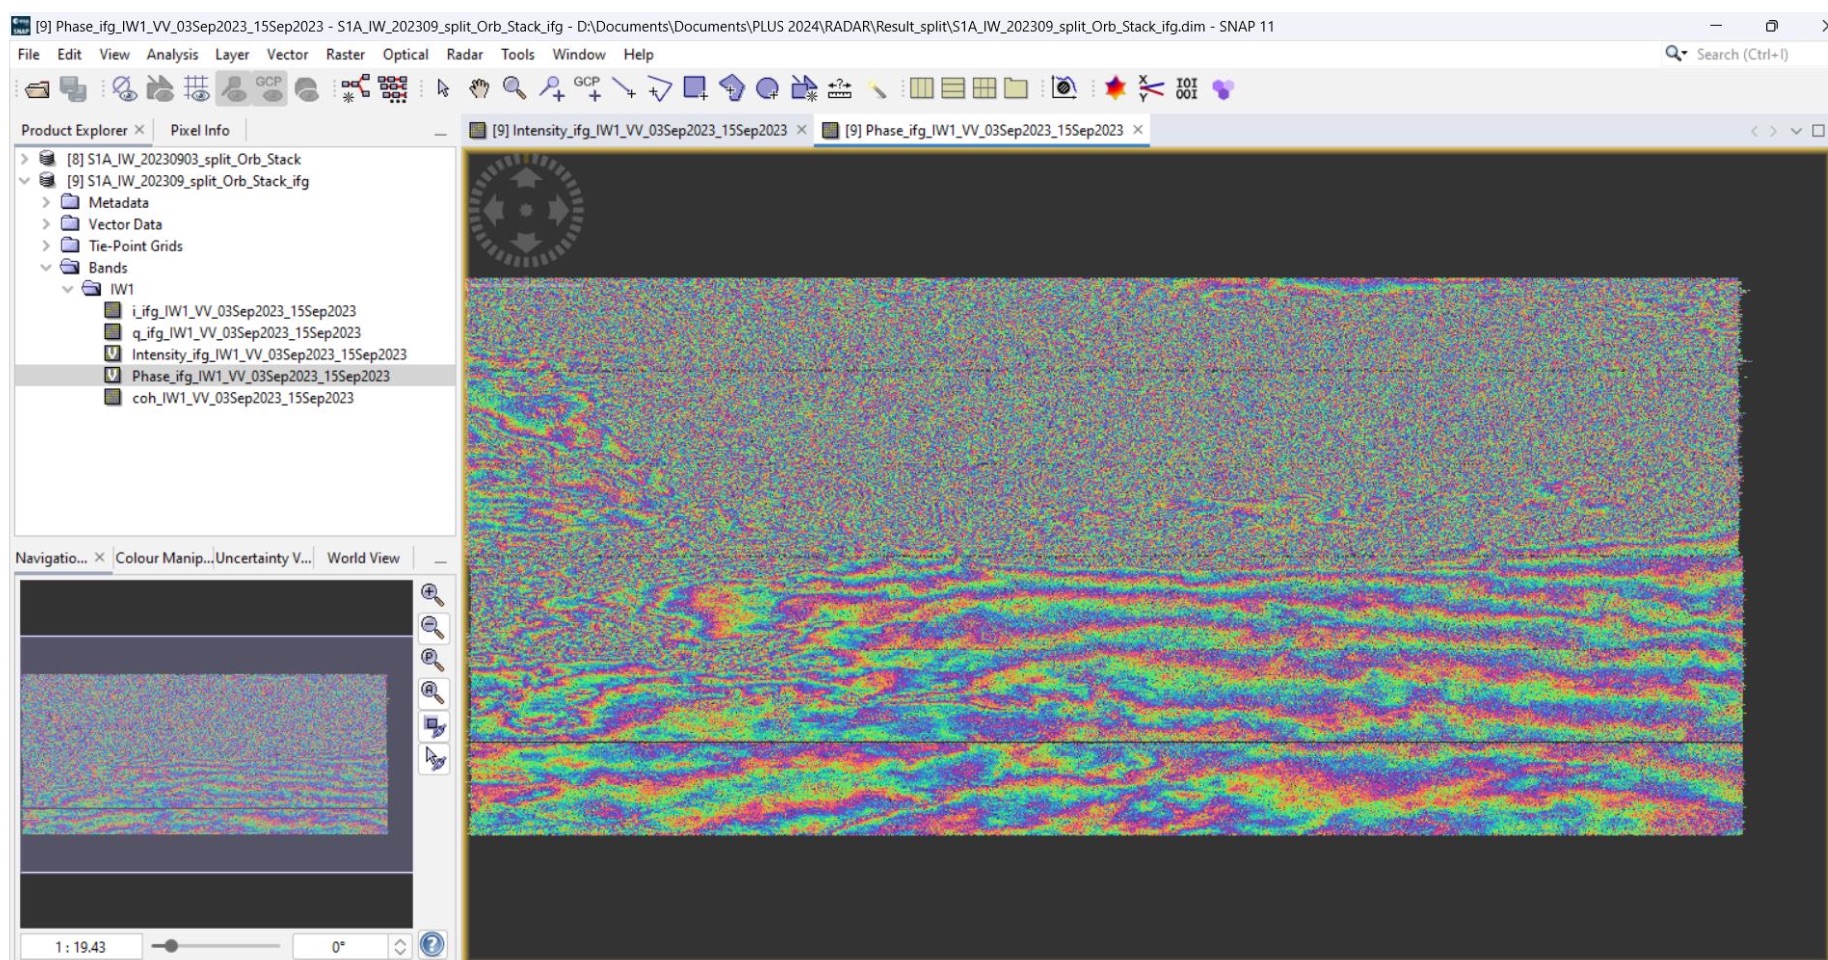 [9] Phase_ifg_IW1_VV_03Sep2023_15Sep2023 - S1A_IW_202309_split_Orb_Stack_ifg - D:\Documents\Documents\PLUS 2024\RADAR\Result_split\S1A_IW_202309_split_Orb_Stack_ifg.dim - SNAP 11
File Edit View Analysis Layer Vector Raster Optical Radar Tools Window Help Search (Ctrl+I)
GCP GCP
Product Explorer Pixel Info
[9] Intensity_ifg_IW1_VV_03Sep2023_15Sep2023 [9] Phase_ifg_IW1_VV_03Sep2023_15Sep2023
[8] S1A_IW_20230903_split_Orb_Stack
[9] S1A_IW_202309_split_Orb_Stack_ifg
Metadata
Vector Data
Tie-Point Grids
Bands
IW1
i_ifg_IW1_VV_03Sep2023_15Sep2023
q_ifg_IW1_VV_03Sep2023_15Sep2023
Intensity_ifg_IW1_VV_03Sep2023_15Sep2023
Phase_ifg_IW1_VV_03Sep2023_15Sep2023
coh_IW1_VV_03Sep2023_15Sep2023
Navigatio... Colour Manip... Uncertainty V... World View
1 : 19.43 0°